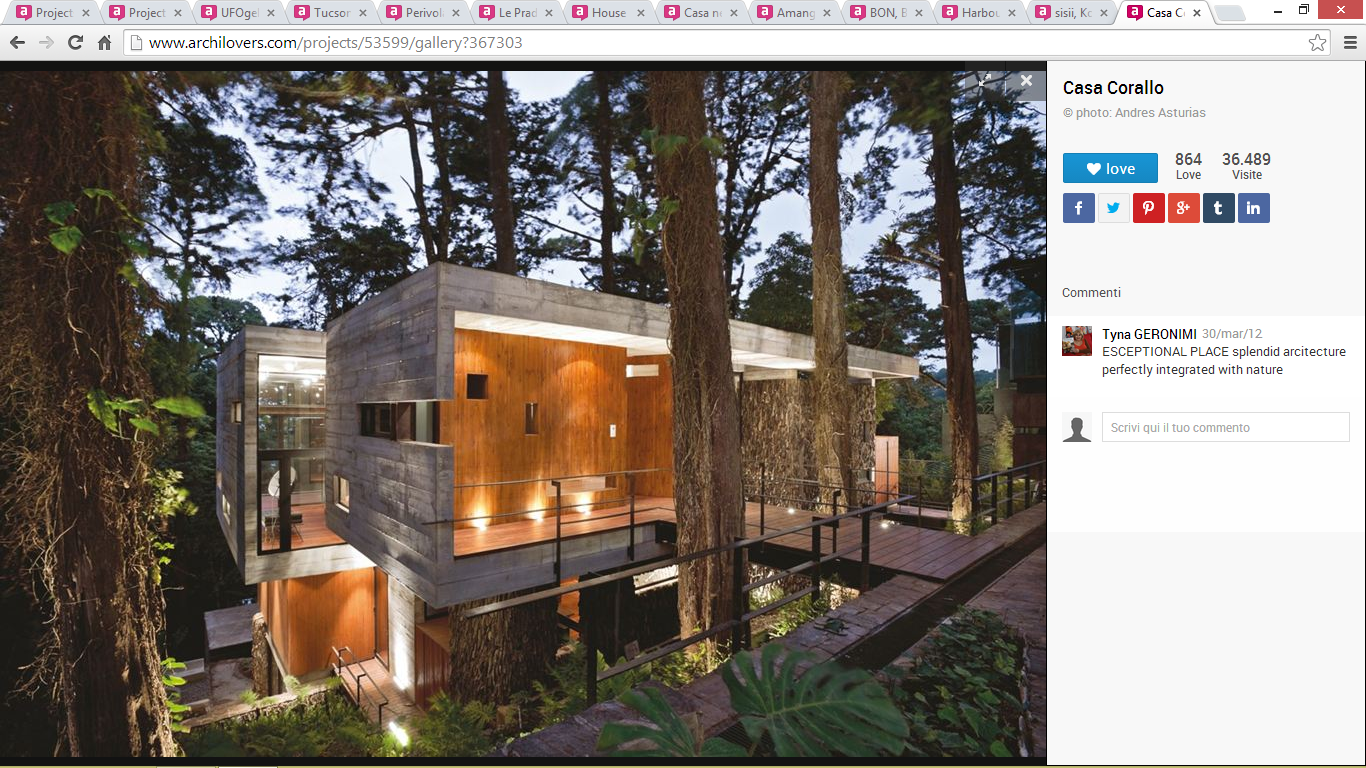 Project
Project
UFOgel
Tucson
Perivol
Le Prad
House
Casa ne
Amang
BON, B
Harbou
sisii, Ko
Casa Co
www.archilovers.com/projects/53599/gallery?367303
Casa Corallo
© photo: Andres Asturias
love
864
Love
36.489
Visite
Commenti
Tyna GERONIMI 30/mar/12
ESCEPTIONAL PLACE splendid arcitecture
perfectly integrated with nature
Scrivi qui il tuo commento